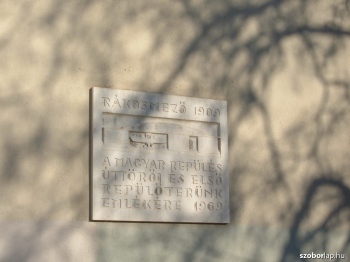 RÁKOSMEZŐ 1909
A MAGYAR REPÜLÉS
ÚTTÖRŐI ÉS ELSŐ
REPÜLŐTERÜNK
EMLÉKÉRE 1969
szoborlap.hu